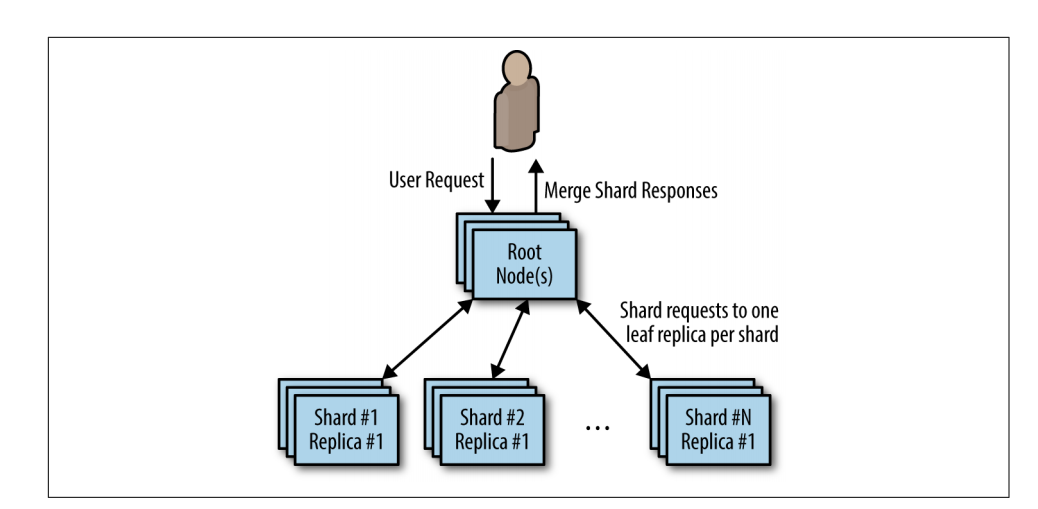 User Request
Merge Shard Responses
Root
Node(s)
Shard requests to one
leaf replica per shard
Shard #1
Replica #1
Shard #2
Replica #1
...
Shard #N
Replica #1